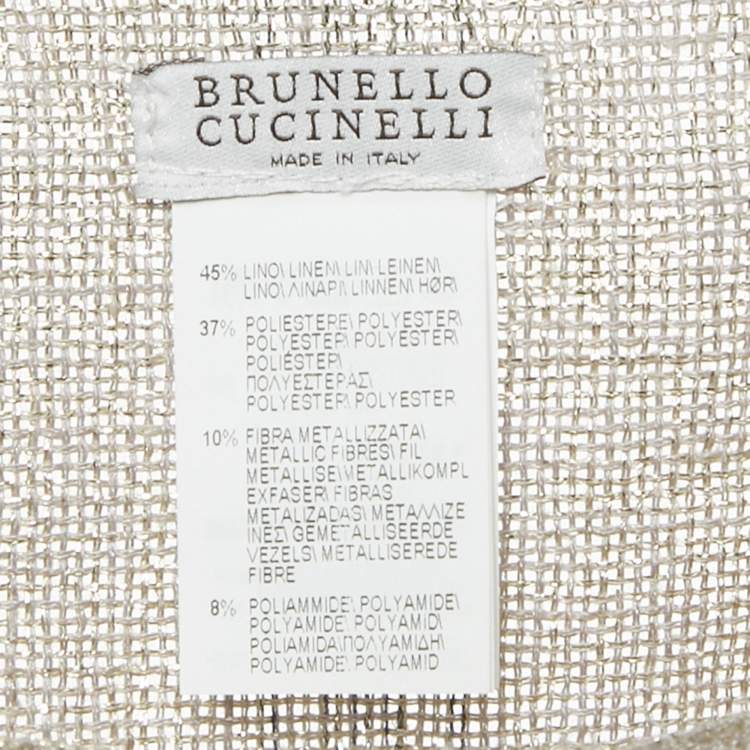 BRUNELLO
CUCINELLI
MADE IN ITALY
45% LINO\ LINEN\ LIN\ LEINEN\
LINO\ ΛΙΝΑΡΙ\ LINNEN\ HØR\
37% POLIESTERE\ POLYESTER\
POLYESTER\ POLYESTER\
POLIÉSTER\
ΠΟΛΥΕΣΤΕΡΑΣ\
POLYESTER\ POLYESTER
10% FIBRA METALLIZZATA\
METALLIC FIBRES\ FIL
METALLISE\ METALLIKOMPL
EXFASER\ FIBRAS
METALIZADAS\ ΜΕΤΑΛΛΙΖΕ
ΙΝΕΣ\ GEMETALLISEERDE
VEZELS\ METALLISEREDE
FIBRE
8% POLIAMMIDE\ POLYAMIDE\
POLYAMIDE\ POLYAMID\
POLIAMIDA\ ΠΟΛΥΑΜΙΔΗ\
POLYAMIDE\ POLYAMID